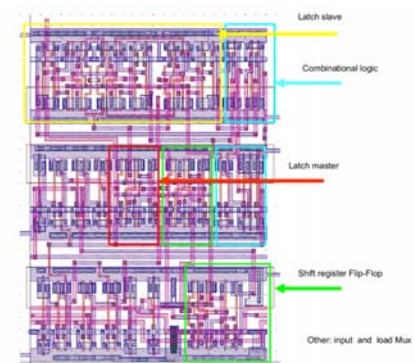 Latch slave
Combinational logic
Latch master
Shift register Flip-Flop
Other: input and load Mux